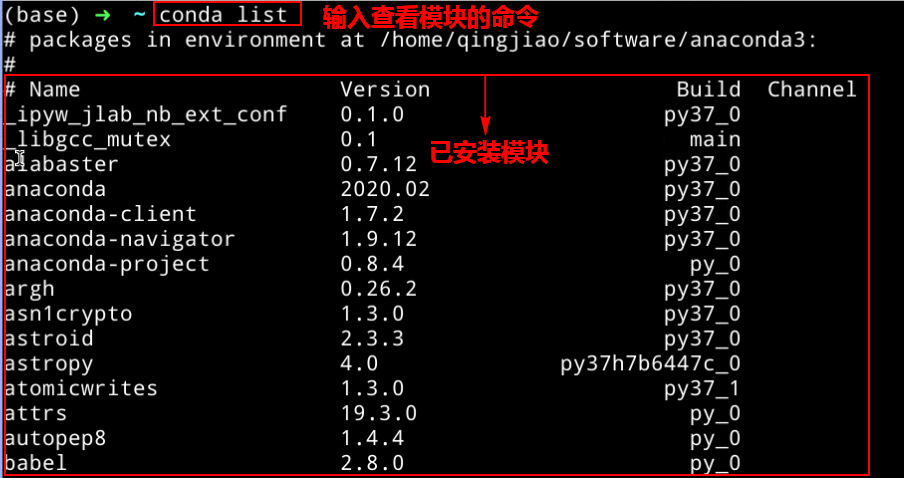 (base) ➜ ~ conda list 输入查看模块的命令
# packages in environment at /home/qingjiao/software/anaconda3:
#
# Name Version Build Channel
_ipyw_jlab_nb_ext_conf 0.1.0 py37_0
_libgcc_mutex 0.1 main
已安装模块
alabaster 0.7.12 py37_0
anaconda 2020.02 py37_0
anaconda-client 1.7.2 py37_0
anaconda-navigator 1.9.12 py37_0
anaconda-project 0.8.4 py_0
argh 0.26.2 py37_0
asn1crypto 1.3.0 py37_0
astroid 2.3.3 py37_0
astropy 4.0 py37h7b6447c_0
atomicwrites 1.3.0 py37_1
attrs 19.3.0 py_0
autopep8 1.4.4 py_0
babel 2.8.0 py_0